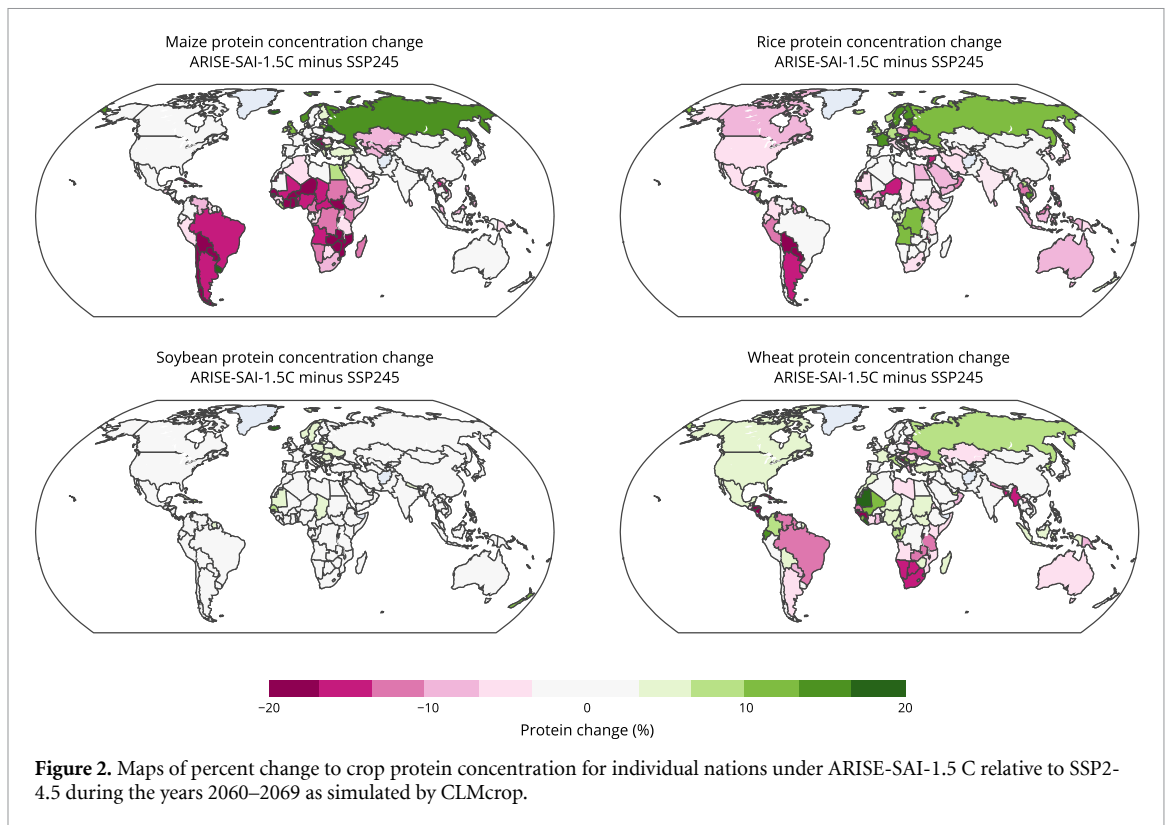 Maize protein concentration change
ARISE-SAI-1.5C minus SSP245
Rice protein concentration change
ARISE-SAI-1.5C minus SSP245
Soybean protein concentration change
ARISE-SAI-1.5C minus SSP245
Wheat protein concentration change
ARISE-SAI-1.5C minus SSP245
−20 −10 0 10 20
Protein change (%)
Figure 2. Maps of percent change to crop protein concentration for individual nations under ARISE-SAI-1.5 C relative to SSP2-
4.5 during the years 2060–2069 as simulated by CLMcrop.